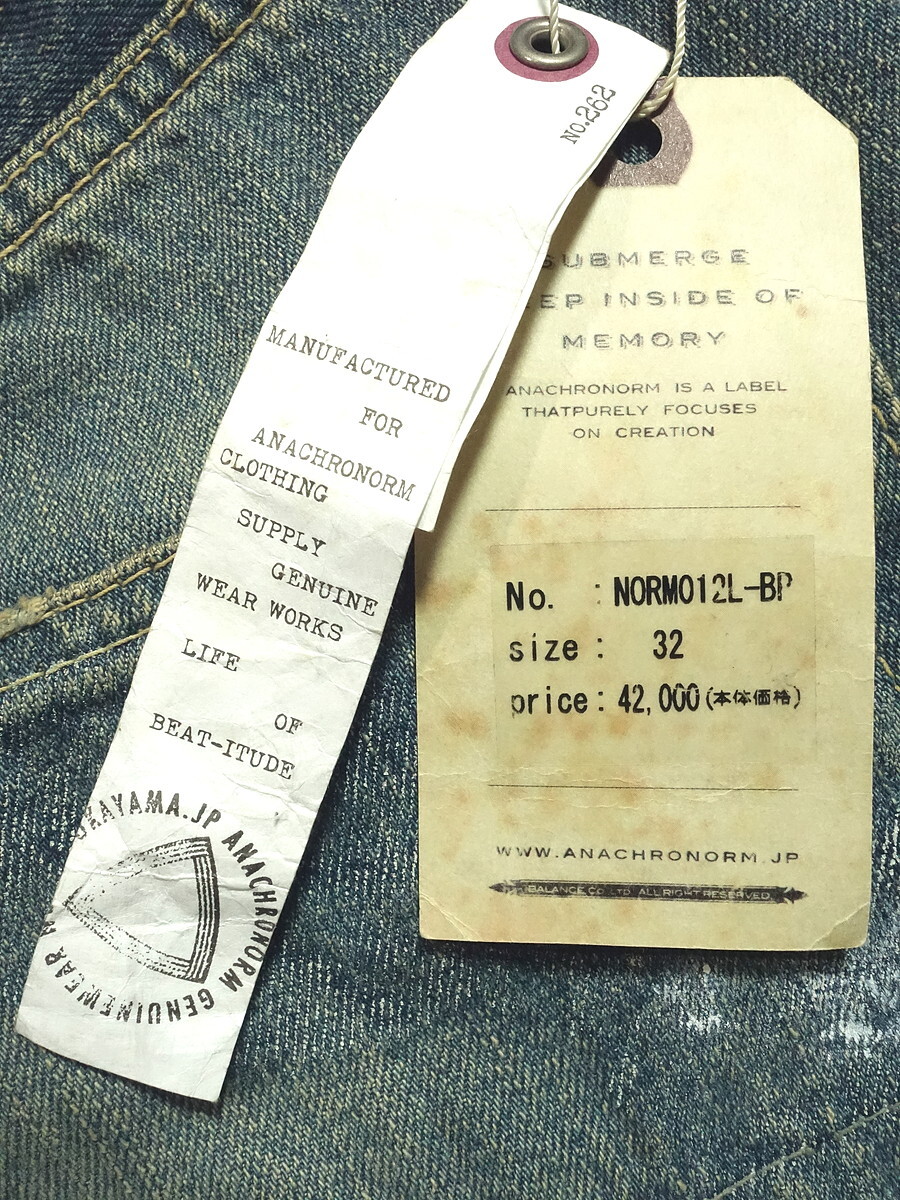 No.262
MANUFACTURED
FOR
ANACHRONORM
CLOTHING
SUPPLY
GENUINE
WEAR WORKS
LIFE
OF
BEAT-ITUDE
OKAYAMA.JP ANACHRONORM GENUINEWEAR
SUBMERGE
EEP INSIDE OF
MEMORY
ANACHRONORM IS A LABEL
THATPURELY FOCUSES
ON CREATION
No. : NORM012L-BP
size : 32
price : 42,000(本体価格)
WWW.ANACHRONORM.JP
BALANCE CO.LTD. ALL RIGHT RESERVED.